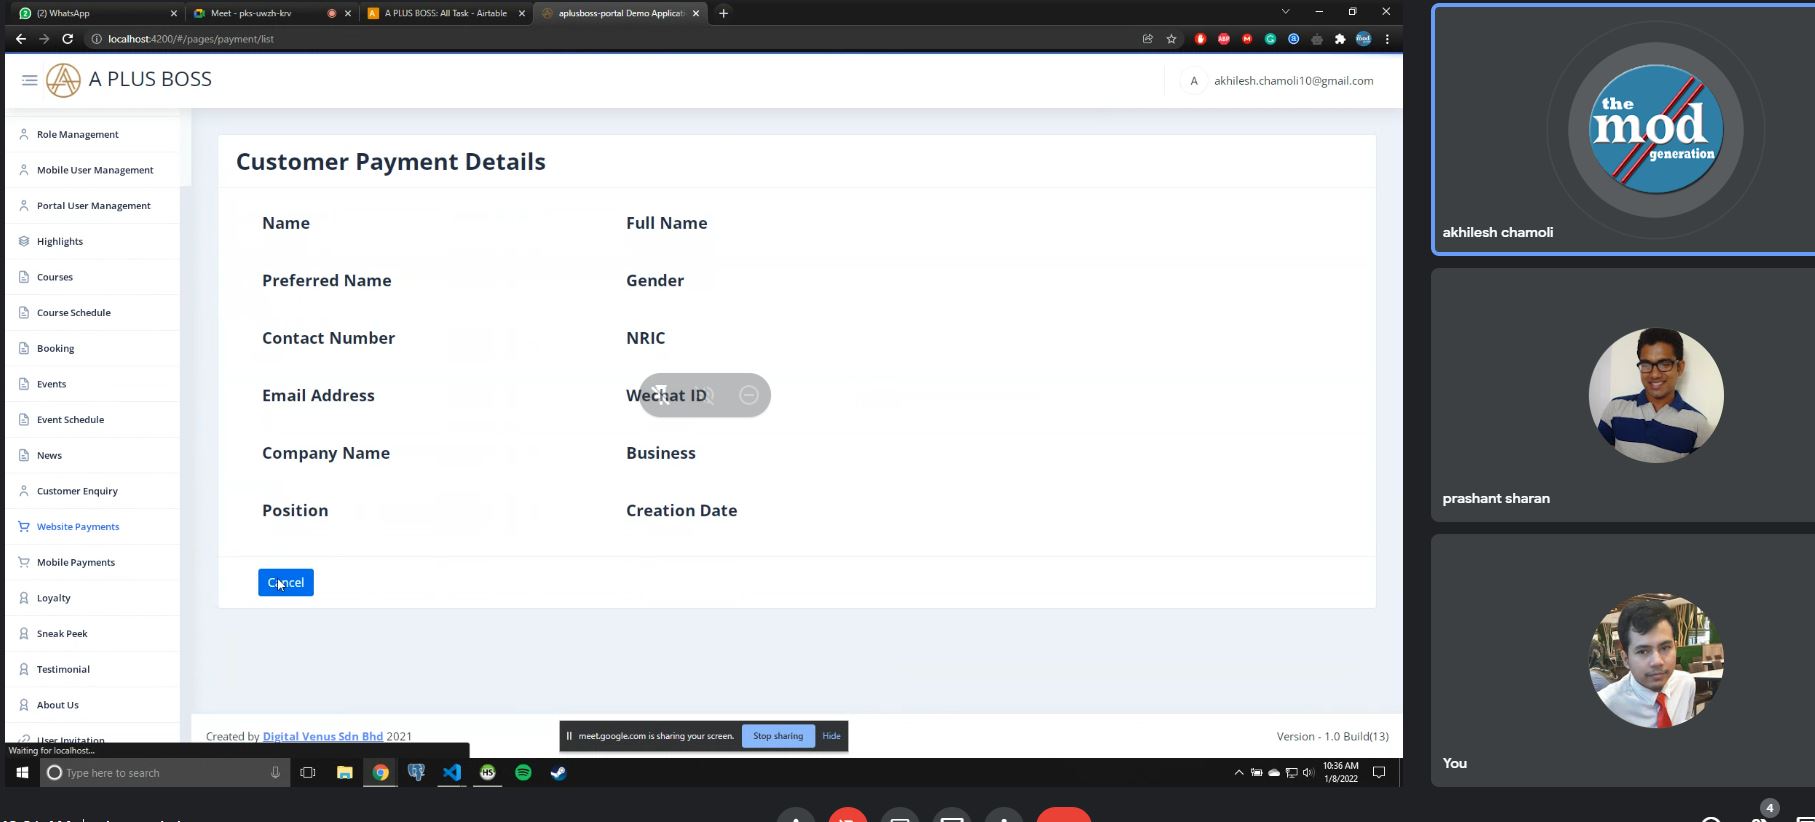 (2) WhatsApp
Meet - pks-uwzh-krv
A PLUS BOSS: All Task - Airtable
aplusboss-portal Demo Applicati
localhost:4200/#/pages/payment/list
A PLUS BOSS
A
akhilesh.chamoli10@gmail.com
Role Management
Mobile User Management
Portal User Management
Highlights
Courses
Course Schedule
Booking
Events
Event Schedule
News
Customer Enquiry
Website Payments
Mobile Payments
Loyalty
Sneak Peek
Testimonial
About Us
User Invitation
Customer Payment Details
Name
Full Name
Preferred Name
Gender
Contact Number
NRIC
Email Address
Wechat ID
Company Name
Business
Position
Creation Date
Cancel
Created by Digital Venus Sdn Bhd 2021
Version - 1.0 Build(13)
meet.google.com is sharing your screen.
Stop sharing
Hide
Waiting for localhost...
Type here to search
10:36 AM
1/8/2022
the
mod
generation
akhilesh chamoli
prashant sharan
You
4